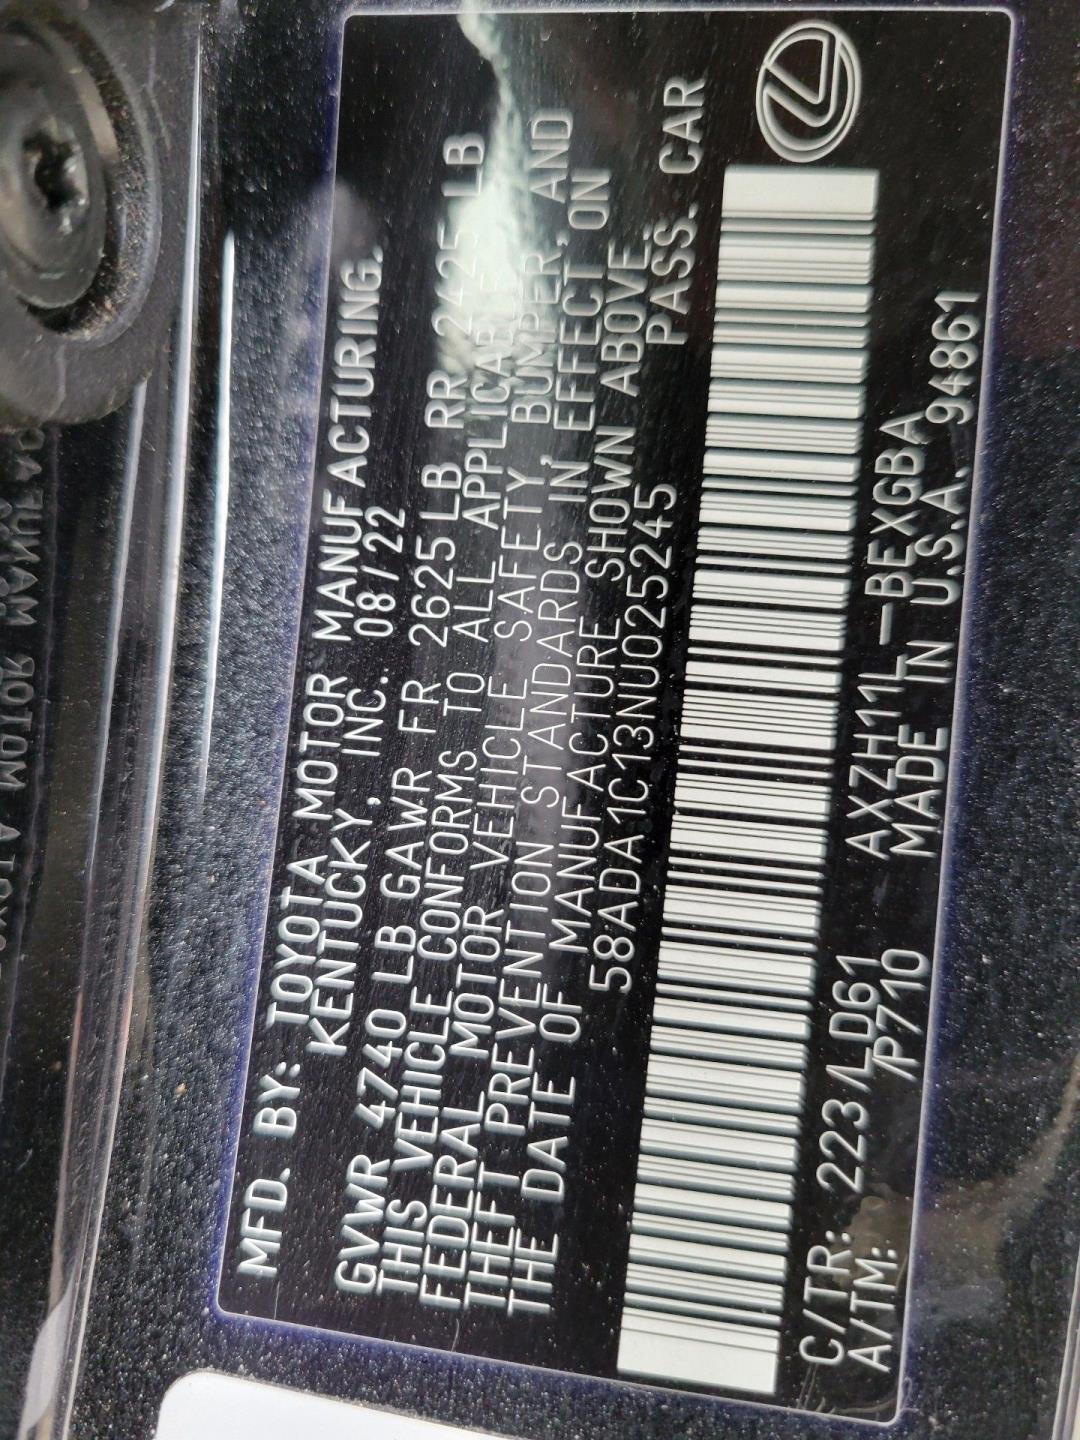 MFD. BY: TOYOTA MOTOR MANUFACTURING.
KENTUCKY, INC. 08/22
GVWR 4740 LB GAWR FR 2625 LB RR 2425 LB
THIS VEHICLE CONFORMS TO ALL APPLICABLE
FEDERAL MOTOR VEHICLE SAFETY, BUMPER, AND
THEFT PREVENTION STANDARDS IN EFFECT ON
THE DATE OF MANUFACTURE SHOWN ABOVE.
58ADA1C13NU025245 PASS. CAR
C/TR: 223/LD61 AXZH11L-BEXGBA
A/TM: P710 MADE IN U.S.A. 94861